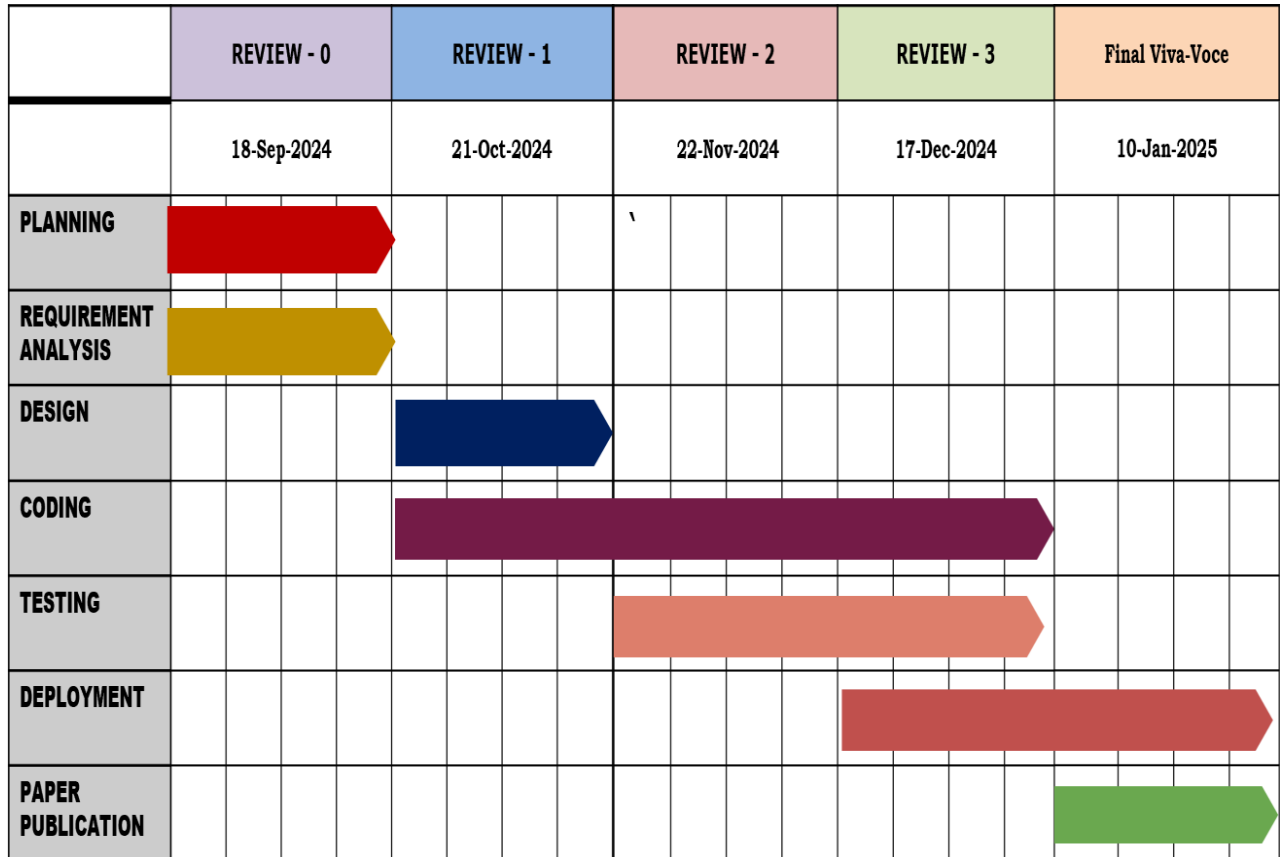 REVIEW - 0 REVIEW - 1 REVIEW - 2 REVIEW - 3 Final Viva-Voce
18-Sep-2024 21-Oct-2024 22-Nov-2024 17-Dec-2024 10-Jan-2025
PLANNING `
REQUIREMENT
ANALYSIS
DESIGN
CODING
TESTING
DEPLOYMENT
PAPER
PUBLICATION